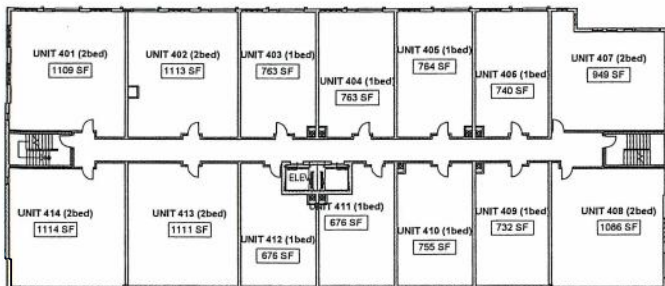 UNIT 401 (2bed)
1109 SF
UNIT 402 (2bed)
1113 SF
UNIT 403 (1bed)
763 SF
UNIT 404 (1bed)
763 SF
UNIT 405 (1bed)
764 SF
UNIT 406 (1bed)
740 SF
UNIT 407 (2bed)
949 SF
ELEV
UNIT 414 (2bed)
1114 SF
UNIT 413 (2bed)
1111 SF
UNIT 412 (1bed)
676 SF
UNIT 411 (1bed)
676 SF
UNIT 410 (1bed)
755 SF
UNIT 409 (1bed)
732 SF
UNIT 408 (2bed)
1086 SF